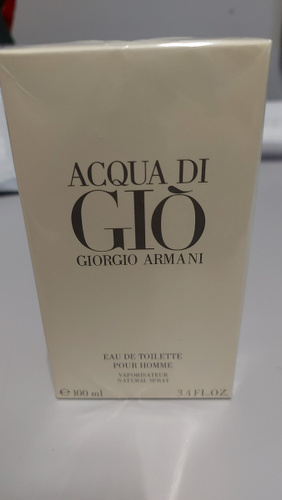 ACQUA DI
GIÒ
GIORGIO ARMANI
EAU DE TOILETTE
POUR HOMME
VAPORISATEUR
NATURAL SPRAY
℮ 100 ml 3.4 FL.OZ.